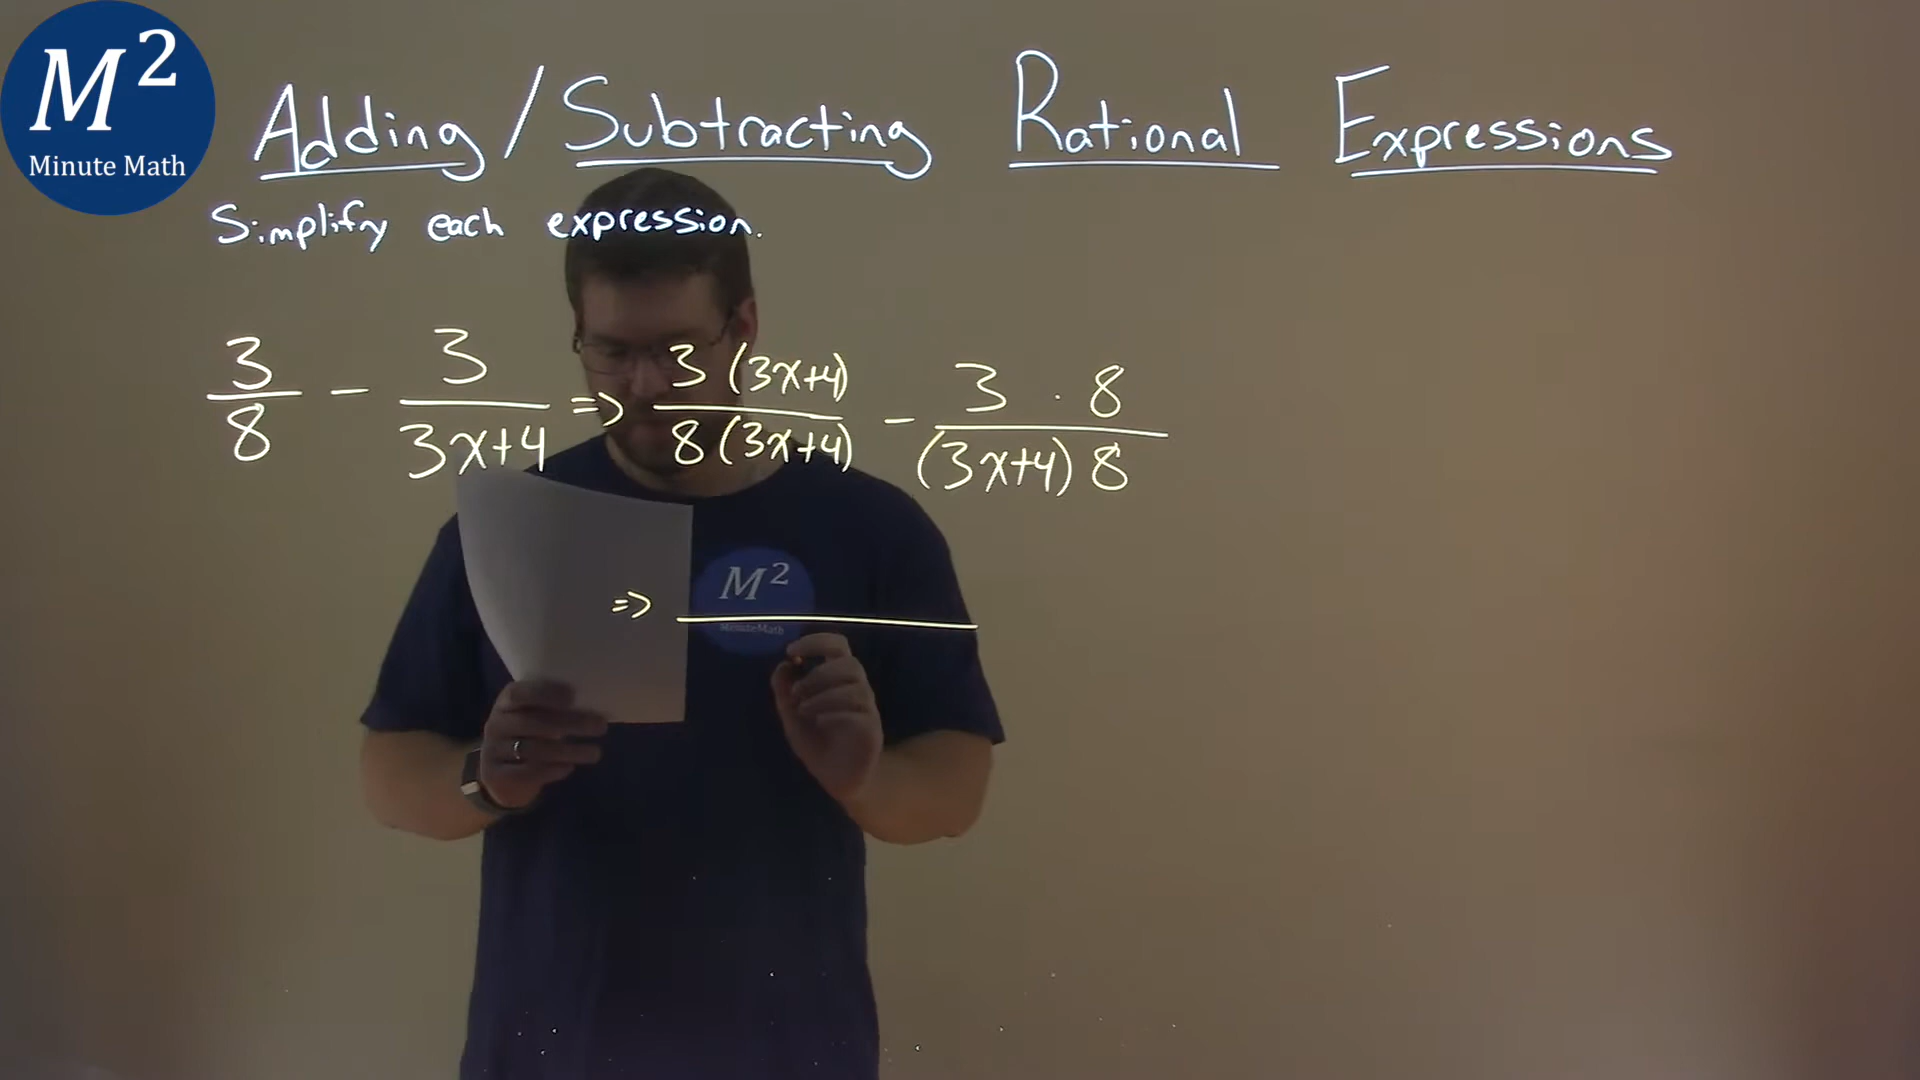 M²
Minute Math
Adding/Subtracting Rational Expressions
Simplify each expression.
3/8 - 3/(3x+4) => 3(3x+4)/8(3x+4) - 3·8/(3x+4)8
M²
MinuteMath
=>